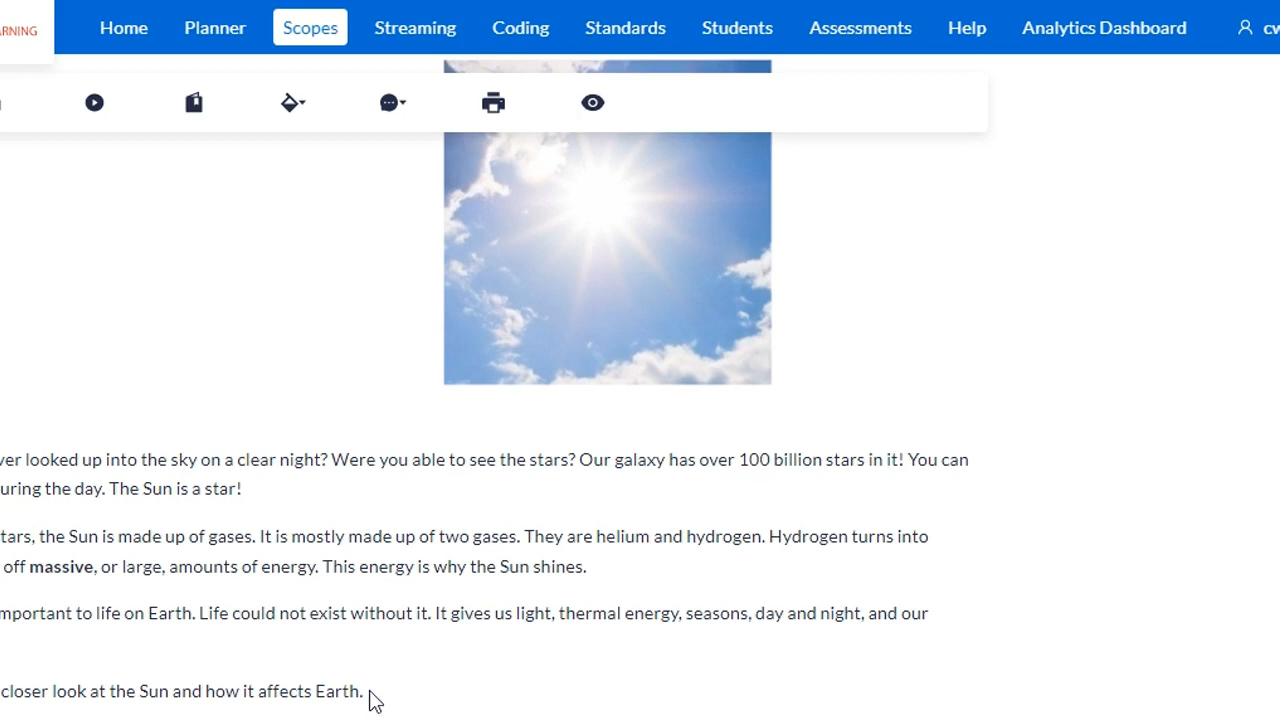 ARNING
Home Planner Scopes Streaming Coding Standards Students Assessments Help Analytics Dashboard cw
ver looked up into the sky on a clear night? Were you able to see the stars? Our galaxy has over 100 billion stars in it! You can
uring the day. The Sun is a star!
tars, the Sun is made up of gases. It is mostly made up of two gases. They are helium and hydrogen. Hydrogen turns into
off massive, or large, amounts of energy. This energy is why the Sun shines.
mportant to life on Earth. Life could not exist without it. It gives us light, thermal energy, seasons, day and night, and our
closer look at the Sun and how it affects Earth.